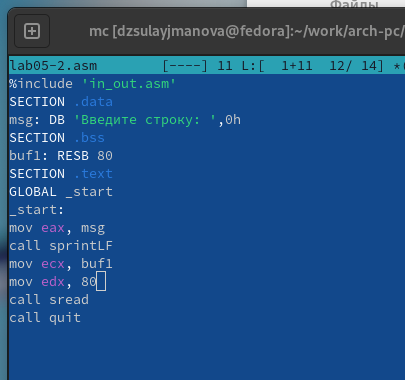 Файлы
mc [dzsulayjmanova@fedora]:~/work/arch-pc/
lab05-2.asm [----] 11 L:[ 1+11 12/ 14] *(
%include 'in_out.asm'
SECTION .data
msg: DB 'Введите строку: ',0h
SECTION .bss
buf1: RESB 80
SECTION .text
GLOBAL _start
_start:
mov eax, msg
call sprintLF
mov ecx, buf1
mov edx, 80
call sread
call quit